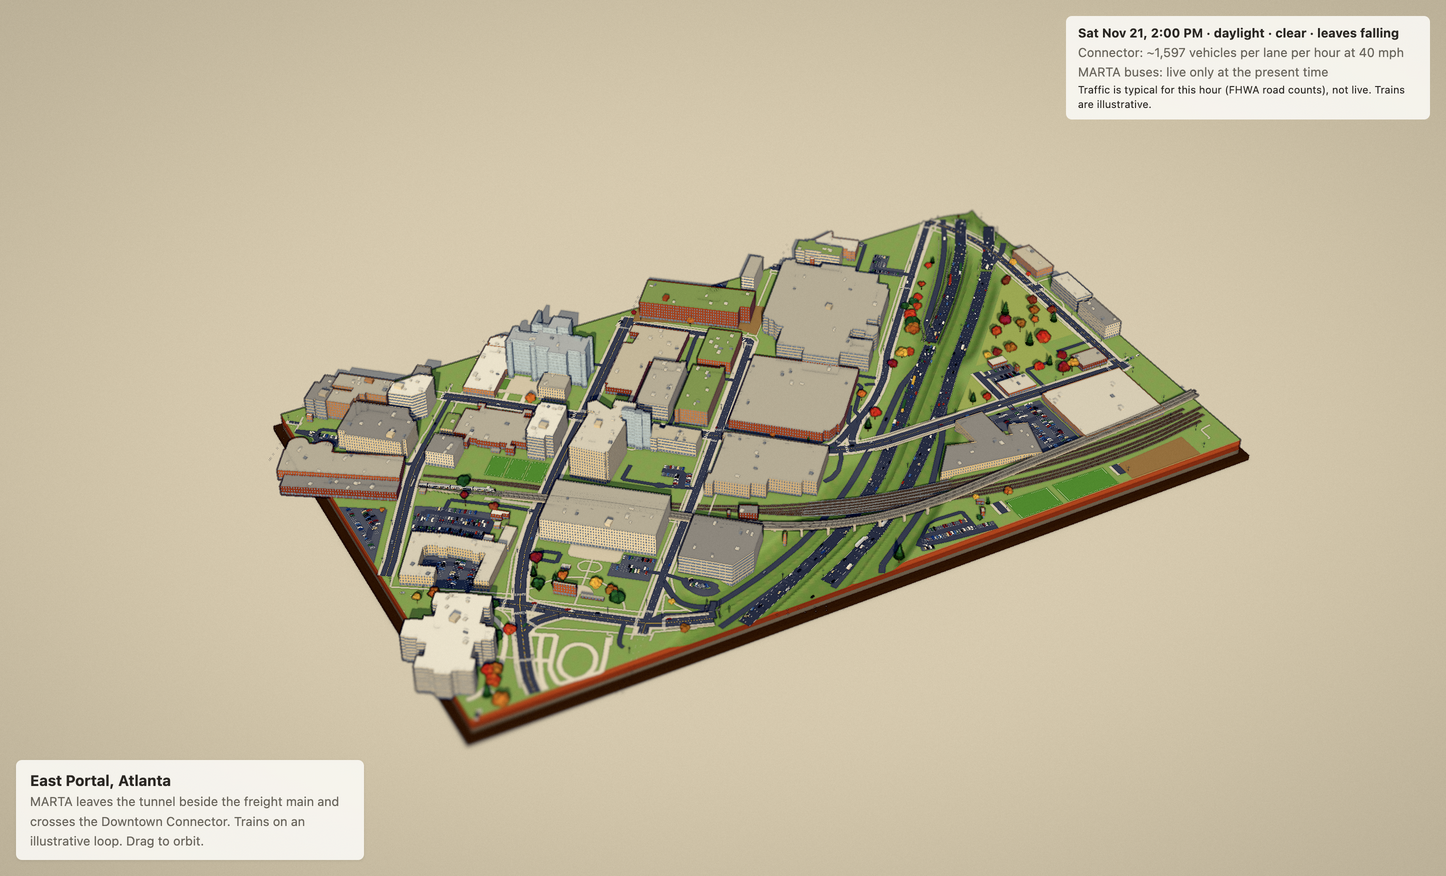 Sat Nov 21, 2:00 PM · daylight · clear · leaves falling
Connector: ~1,597 vehicles per lane per hour at 40 mph
MARTA buses: live only at the present time
Traffic is typical for this hour (FHWA road counts), not live. Trains
are illustrative.
East Portal, Atlanta
MARTA leaves the tunnel beside the freight main and
crosses the Downtown Connector. Trains on an
illustrative loop. Drag to orbit.